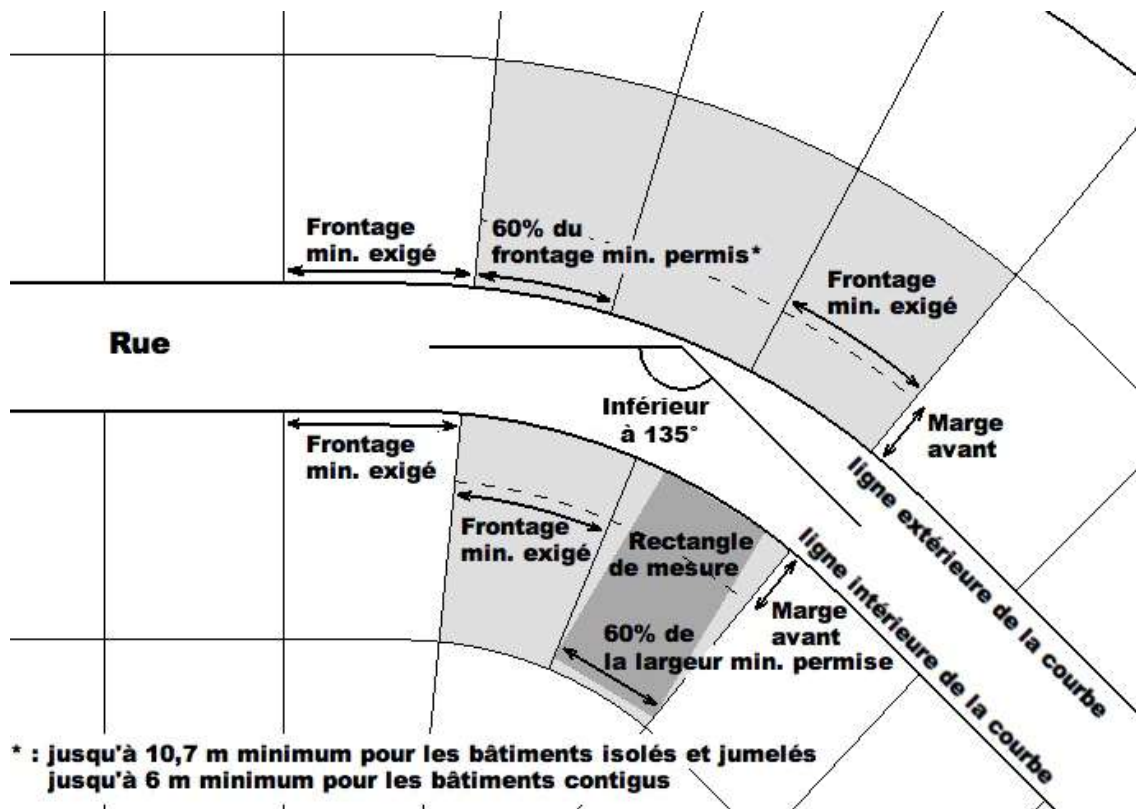 Frontage
min. exigé
60% du
frontage min. permis*
Frontage
min. exigé
Rue
Inférieur
à 135°
Marge
avant
Frontage
min. exigé
ligne extérieure de la courbe
Frontage
min. exigé
Rectangle
de mesure
ligne intérieure de la courbe
Marge
avant
60% de
la largeur min. permise
* : jusqu'à 10,7 m minimum pour les bâtiments isolés et jumelés
jusqu'à 6 m minimum pour les bâtiments contigus